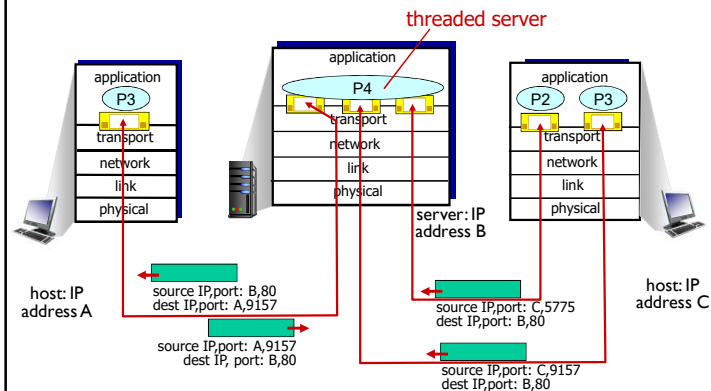 threaded server
application
P3
transport
network
link
physical
application
P4
transport
network
link
physical
application
P2
P3
transport
network
link
physical
server: IP
address B
host: IP
address A
source IP,port: B,80
dest IP,port: A,9157
source IP,port: A,9157
dest IP, port: B,80
source IP,port: C,5775
dest IP,port: B,80
source IP,port: C,9157
dest IP,port: B,80
host: IP
address C